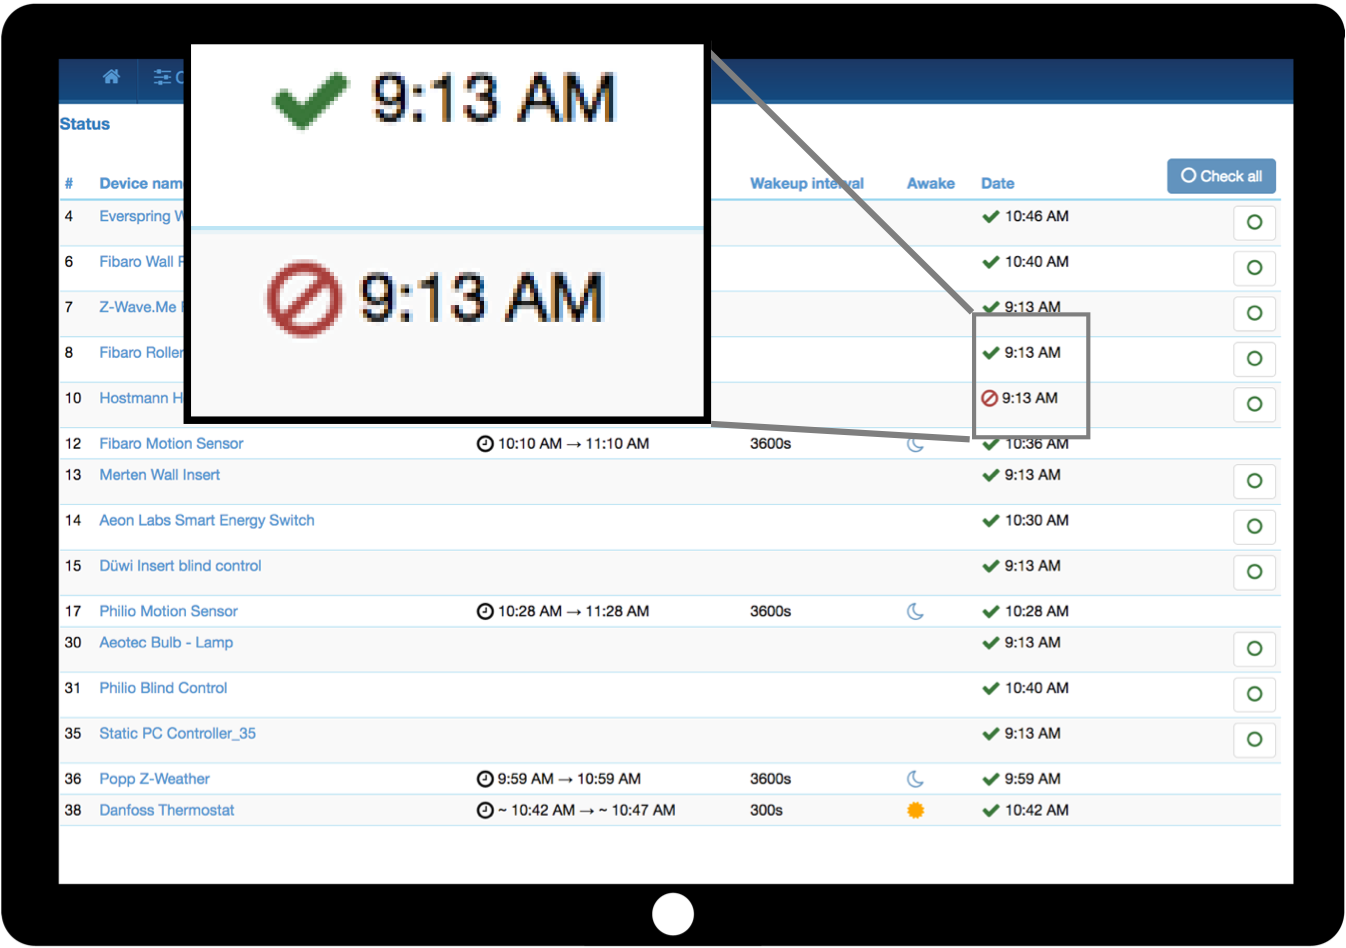 9:13 AM
9:13 AM
Status
# Device nam Wakeup interval Awake Date Check all
4 Everspring 10:46 AM
6 Fibaro Wall 10:40 AM
7 Z-Wave.Me 9:13 AM
8 Fibaro Roller 9:13 AM
10 Hostmann H 9:13 AM
12 Fibaro Motion Sensor 10:10 AM → 11:10 AM 3600s 10:36 AM
13 Merten Wall Insert 9:13 AM
14 Aeon Labs Smart Energy Switch 10:30 AM
15 Düwi Insert blind control 9:13 AM
17 Philio Motion Sensor 10:28 AM → 11:28 AM 3600s 10:28 AM
30 Aeotec Bulb - Lamp 9:13 AM
31 Philio Blind Control 10:40 AM
35 Static PC Controller_35 9:13 AM
36 Popp Z-Weather 9:59 AM → 10:59 AM 3600s 9:59 AM
38 Danfoss Thermostat ~ 10:42 AM → ~ 10:47 AM 300s 10:42 AM